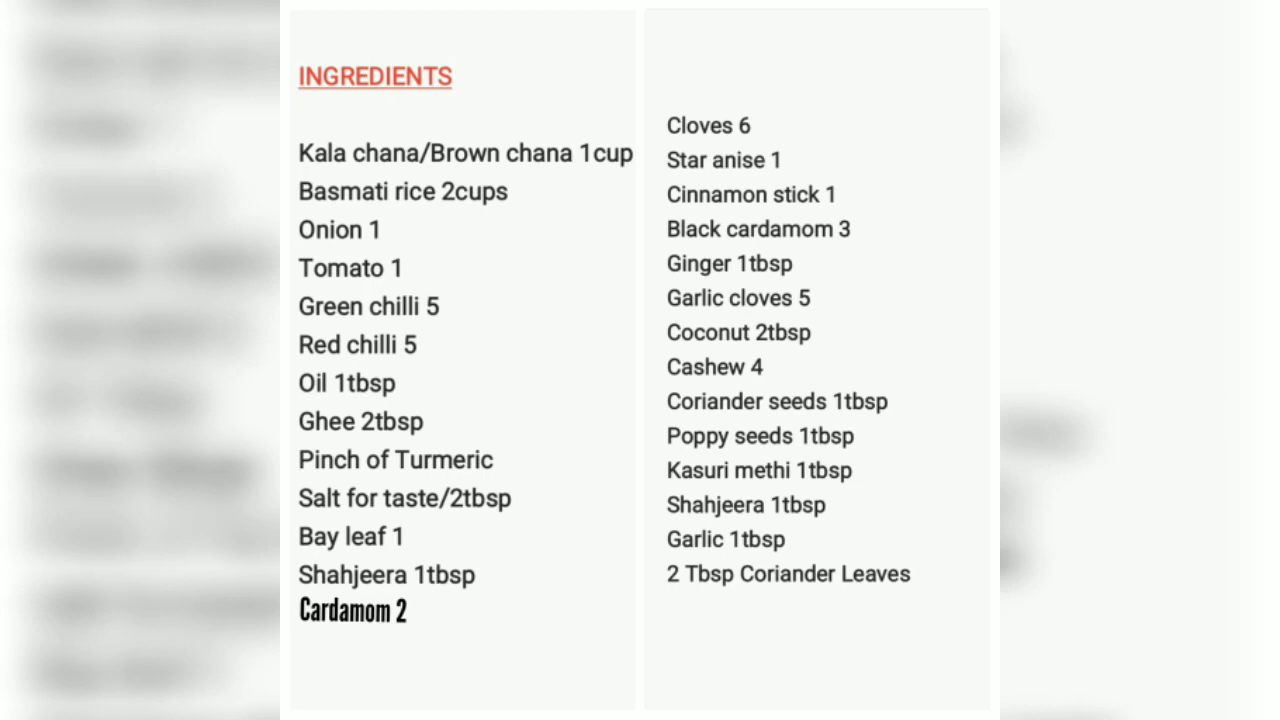 INGREDIENTS
Kala chana/Brown chana 1cup
Basmati rice 2cups
Onion 1
Tomato 1
Green chilli 5
Red chilli 5
Oil 1tbsp
Ghee 2tbsp
Pinch of Turmeric
Salt for taste/2tbsp
Bay leaf 1
Shahjeera 1tbsp
Cardamom 2
Cloves 6
Star anise 1
Cinnamon stick 1
Black cardamom 3
Ginger 1tbsp
Garlic cloves 5
Coconut 2tbsp
Cashew 4
Coriander seeds 1tbsp
Poppy seeds 1tbsp
Kasuri methi 1tbsp
Shahjeera 1tbsp
Garlic 1tbsp
2 Tbsp Coriander Leaves